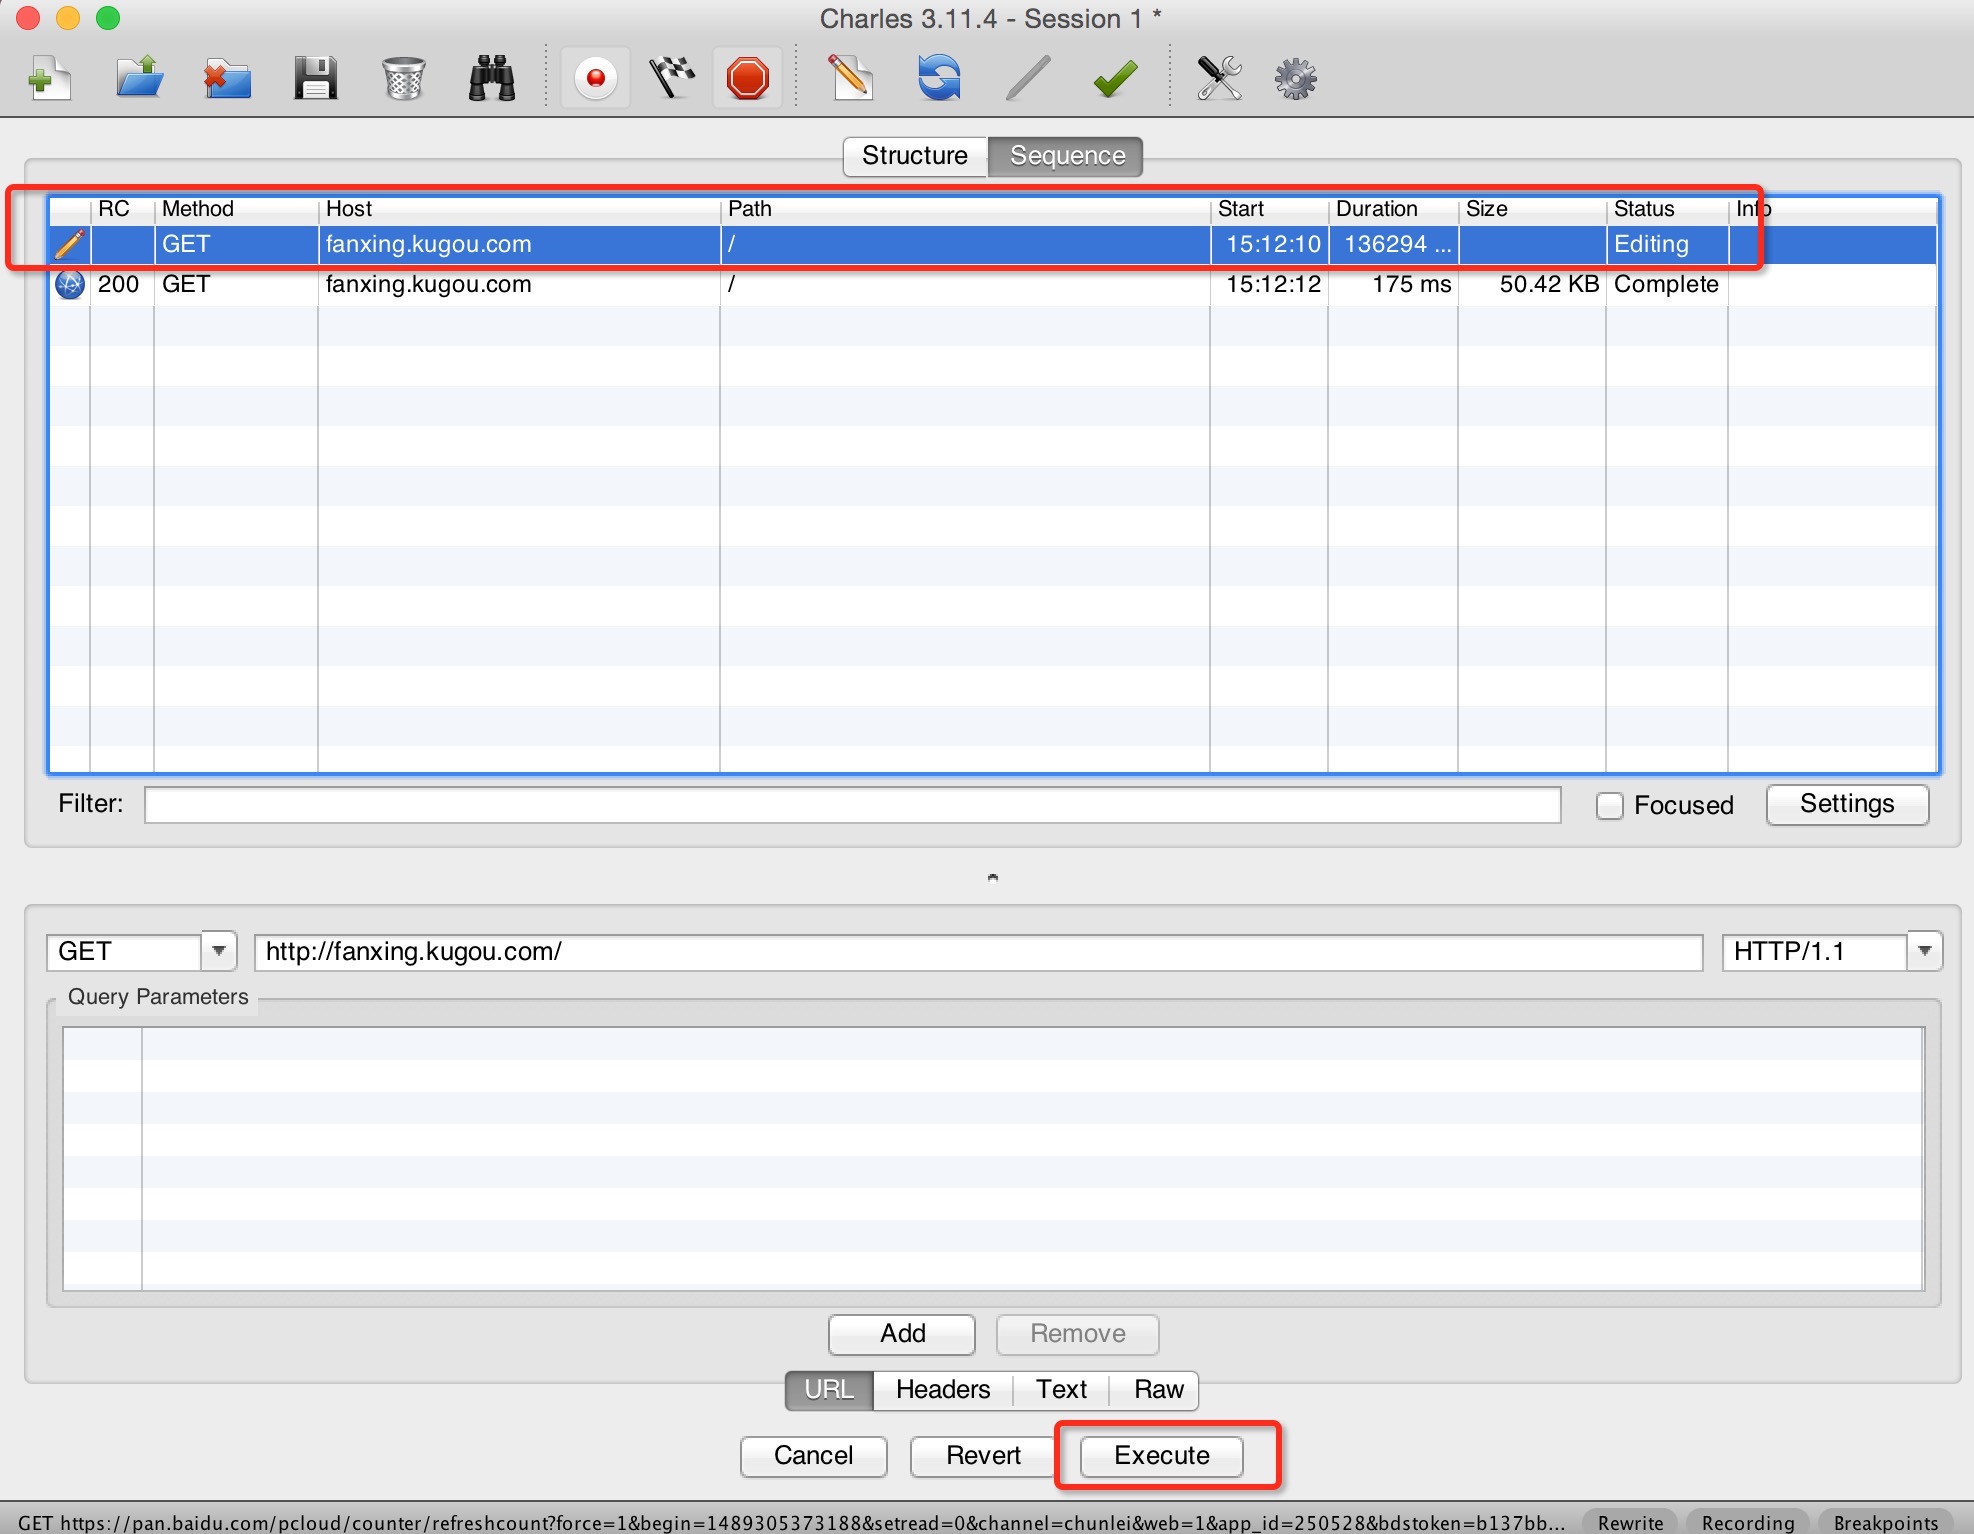 Charles 3.11.4 - Session 1 *
Structure Sequence
RC Method Host Path Start Duration Size Status Info
GET fanxing.kugou.com / 15:12:10 136294 ... Editing
200 GET fanxing.kugou.com / 15:12:12 175 ms 50.42 KB Complete
Filter: Focused Settings
GET http://fanxing.kugou.com/ HTTP/1.1
Query Parameters
Add Remove
URL Headers Text Raw
Cancel Revert Execute
GET https://pan.baidu.com/pcloud/counter/refreshcount?force=1&begin=1489305373188&setread=0&channel=chunlei&web=1&app_id=250528&bdstoken=b137bb... Rewrite Recording Breakpoints